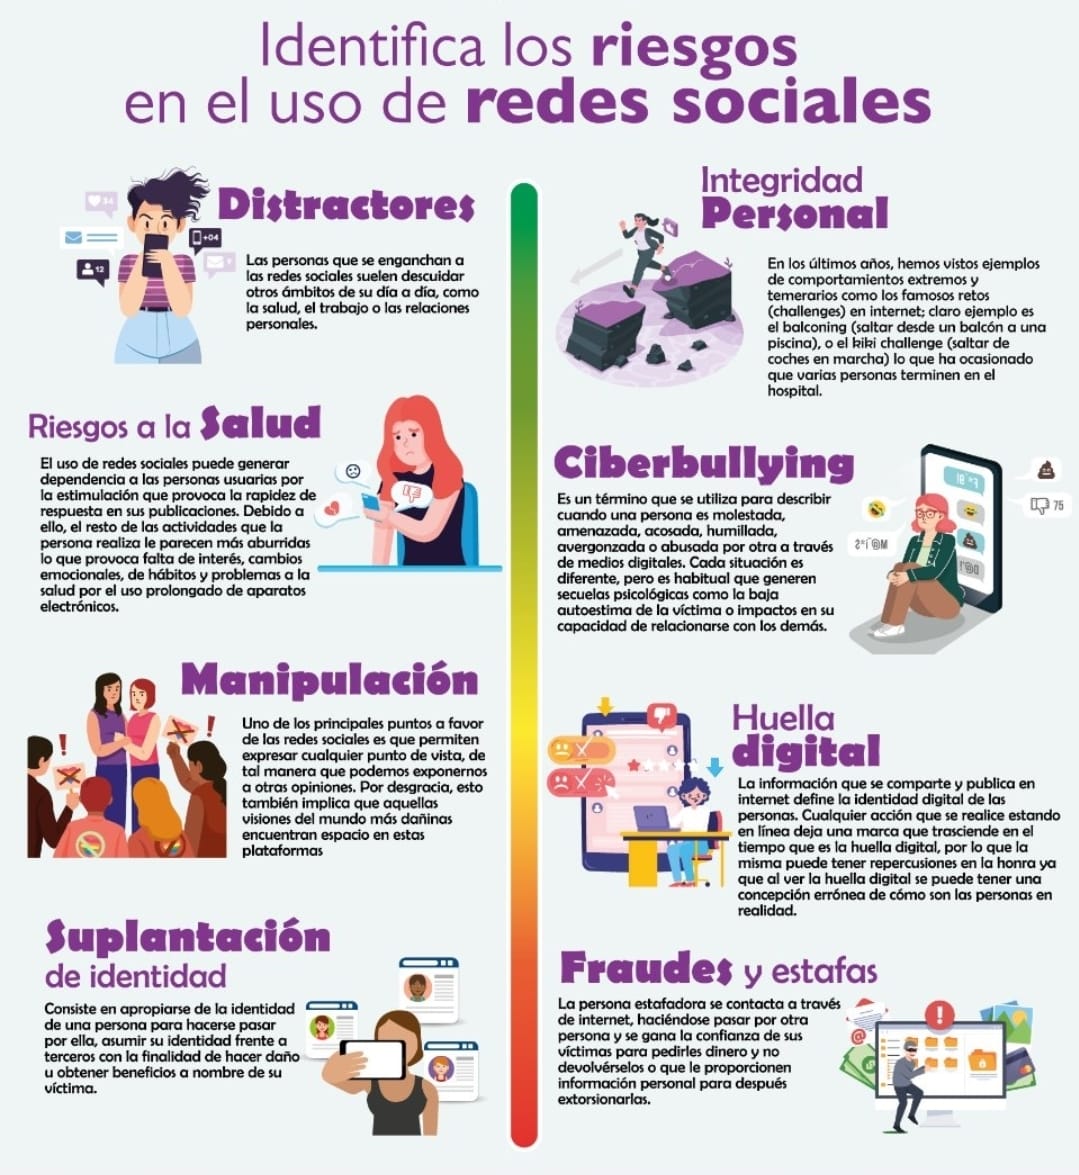 Identifica los riesgos
en el uso de redes sociales
Distractores
Las personas que se enganchan a
las redes sociales suelen descuidar
otros ámbitos de su día a día, como
la salud, el trabajo o las relaciones
personales.
34
+04
12
9
Riesgos a la Salud
El uso de redes sociales puede generar
dependencia a las personas usuarias por
la estimulación que provoca la rapidez de
respuesta en sus publicaciones. Debido a
ello, el resto de las actividades que la
persona realiza le parecen más aburridas
lo que provoca falta de interés, cambios
emocionales, de hábitos y problemas a la
salud por el uso prolongado de aparatos
electrónicos.
Manipulación
Uno de los principales puntos a favor
de las redes sociales es que permiten
expresar cualquier punto de vista, de
tal manera que podemos exponernos
a otras opiniones. Por desgracia, esto
también implica que aquellas
visiones del mundo más dañinas
encuentran espacio en estas
plataformas
Suplantación
de identidad
Consiste en apropiarse de la identidad
de una persona para hacerse pasar
por ella, asumir su identidad frente a
terceros con la finalidad de hacer daño
u obtener beneficios a nombre de su
víctima.
Integridad
Personal
En los últimos años, hemos vistos ejemplos
de comportamientos extremos y
temerarios como los famosos retos
(challenges) en internet; claro ejemplo es
el balconing (saltar desde un balcón a una
piscina), o el kiki challenge (saltar de
coches en marcha) lo que ha ocasionado
que varias personas terminen en el
hospital.
Ciberbullying
Es un término que se utiliza para describir
cuando una persona es molestada,
amenazada, acosada, humillada,
avergonzada o abusada por otra a través
de medios digitales. Cada situación es
diferente, pero es habitual que generen
secuelas psicológicas como la baja
autoestima de la víctima o impactos en su
capacidad de relacionarse con los demás.
75
Huella
digital
La información que se comparte y publica en
internet define la identidad digital de las
personas. Cualquier acción que se realice estando
en línea deja una marca que trasciende en el
tiempo que es la huella digital, por lo que la
misma puede tener repercusiones en la honra ya
que al ver la huella digital se puede tener una
concepción errónea de cómo son las personas en
realidad.
Fraudes y estafas
La persona estafadora se contacta a través
de internet, haciéndose pasar por otra
persona y se gana la confianza de sus
víctimas para pedirles dinero y no
devolvérselos o que le proporcionen
información personal para después
extorsionarlas.